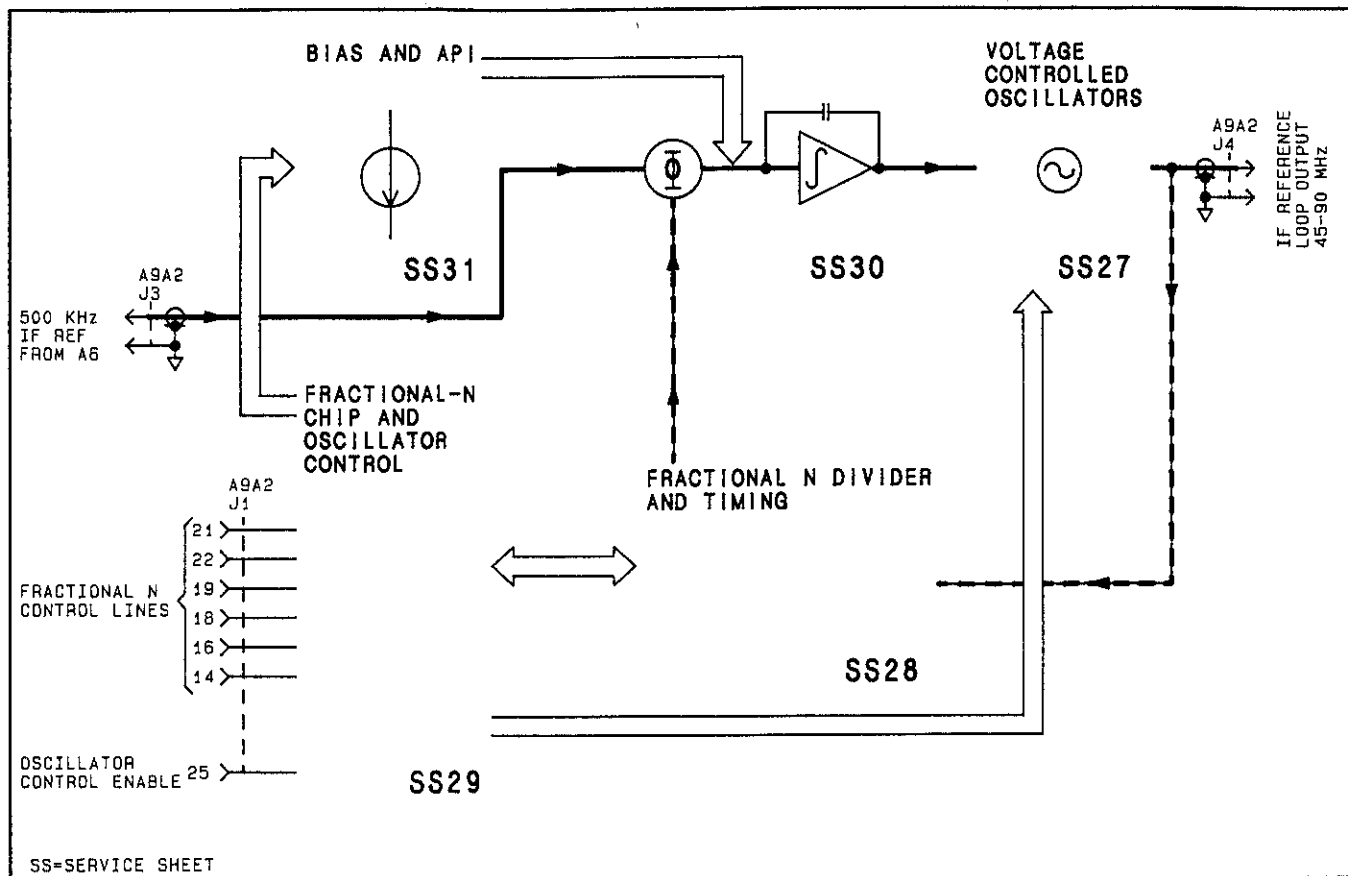 BIAS AND API
VOLTAGE
CONTROLLED
OSCILLATORS
A9A2
J4
IF REFERENCE
LOOP OUTPUT
45-90 MHz
Φ
∫
SS31
SS30
SS27
A9A2
J3
500 KHz
IF REF
FROM A6
FRACTIONAL-N
CHIP AND
OSCILLATOR
CONTROL
FRACTIONAL N DIVIDER
AND TIMING
A9A2
J1
21
22
19
18
16
14
FRACTIONAL N
CONTROL LINES
SS28
OSCILLATOR
CONTROL ENABLE 25
SS29
SS=SERVICE SHEET